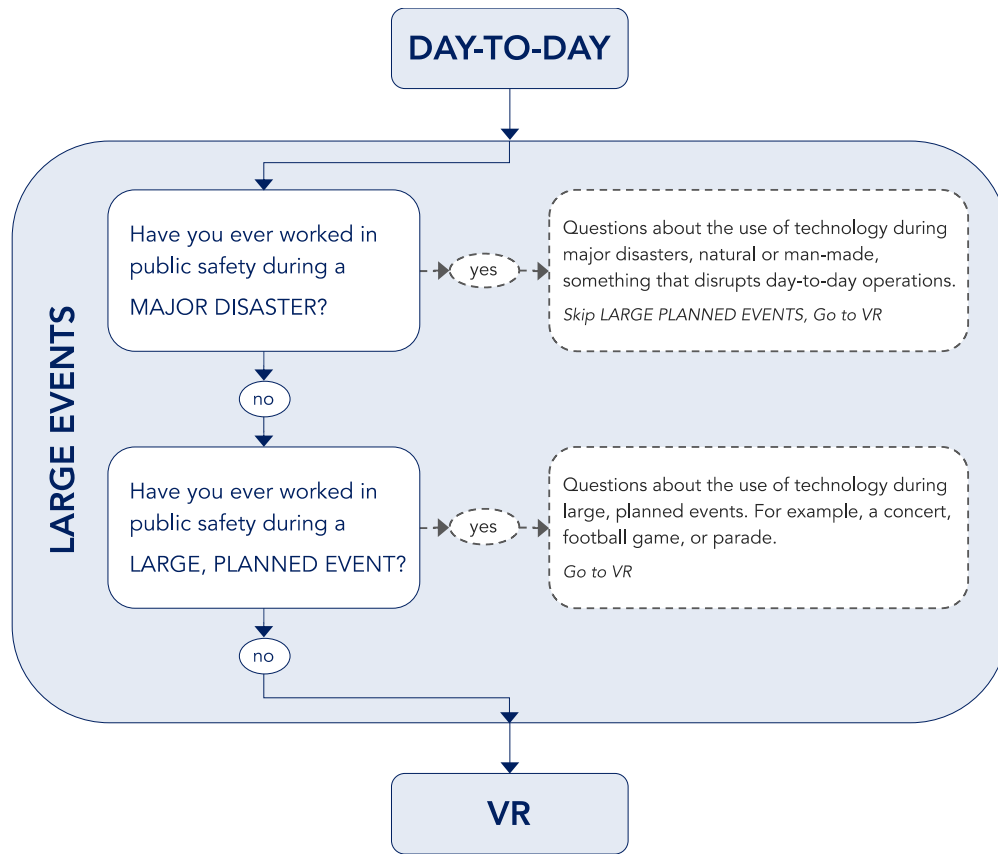 DAY-TO-DAY
LARGE EVENTS
Have you ever worked in
public safety during a
MAJOR DISASTER?
yes
Questions about the use of technology during
major disasters, natural or man-made,
something that disrupts day-to-day operations.
Skip LARGE PLANNED EVENTS, Go to VR
no
Have you ever worked in
public safety during a
LARGE, PLANNED EVENT?
yes
Questions about the use of technology during
large, planned events. For example, a concert,
football game, or parade.
Go to VR
no
VR